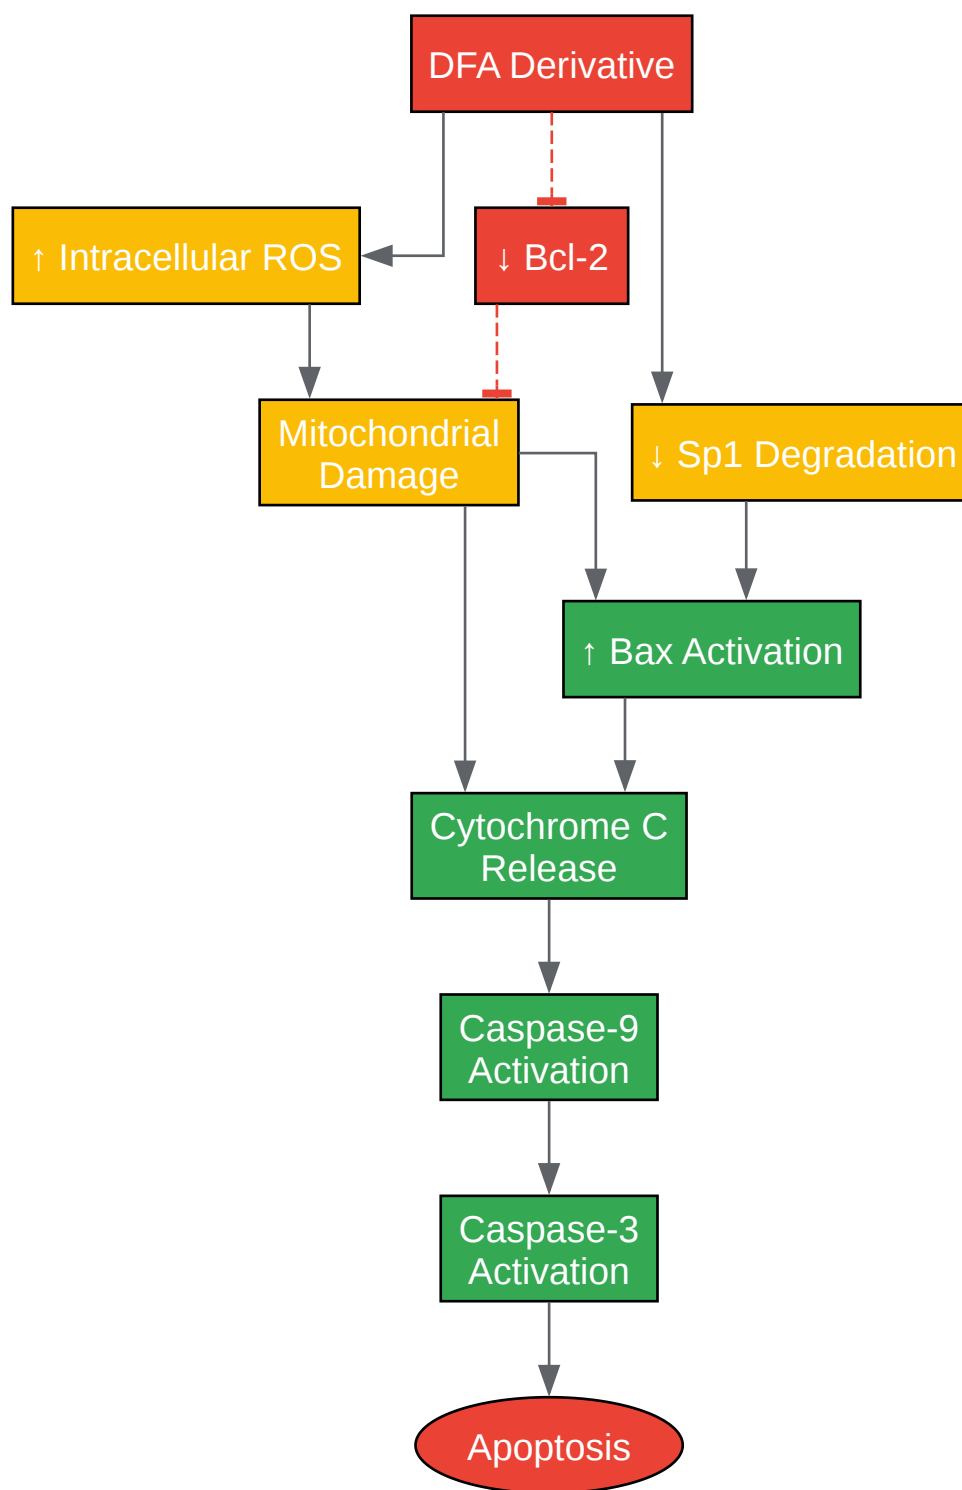 DFA Derivative
↑ Intracellular ROS
↓ Bcl-2
Mitochondrial
Damage
↓ Sp1 Degradation
↑ Bax Activation
Cytochrome C
Release
Caspase-9
Activation
Caspase-3
Activation
Apoptosis